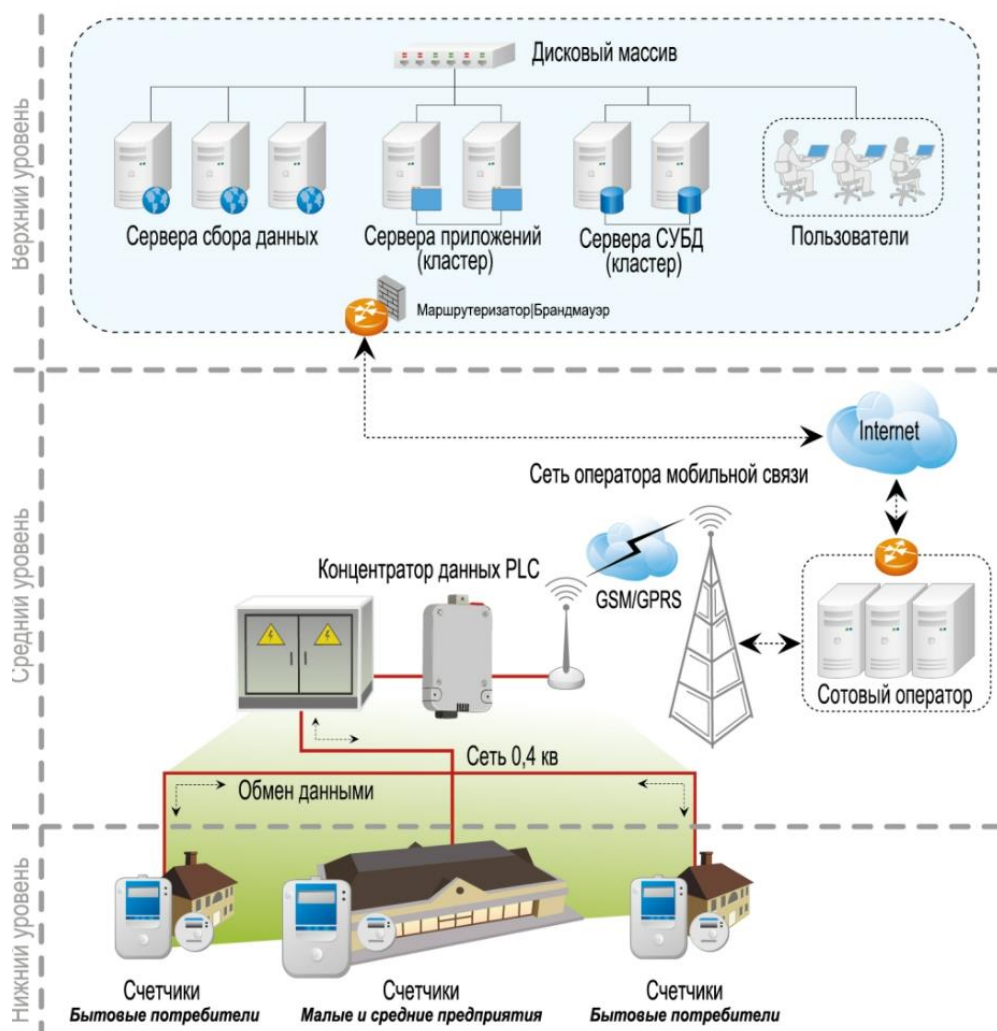 Верхний уровень
Дисковый массив
Сервера сбора данных
Сервера приложений
(кластер)
Сервера СУБД
(кластер)
Пользователи
Маршрутеризатор|Брандмауэр
Средний уровень
Internet
Сеть оператора мобильной связи
Концентратор данных PLC
GSM/GPRS
Сотовый оператор
Сеть 0,4 кв
Обмен данными
Нижний уровень
Счетчики
Бытовые потребители
Счетчики
Малые и средние предприятия
Счетчики
Бытовые потребители